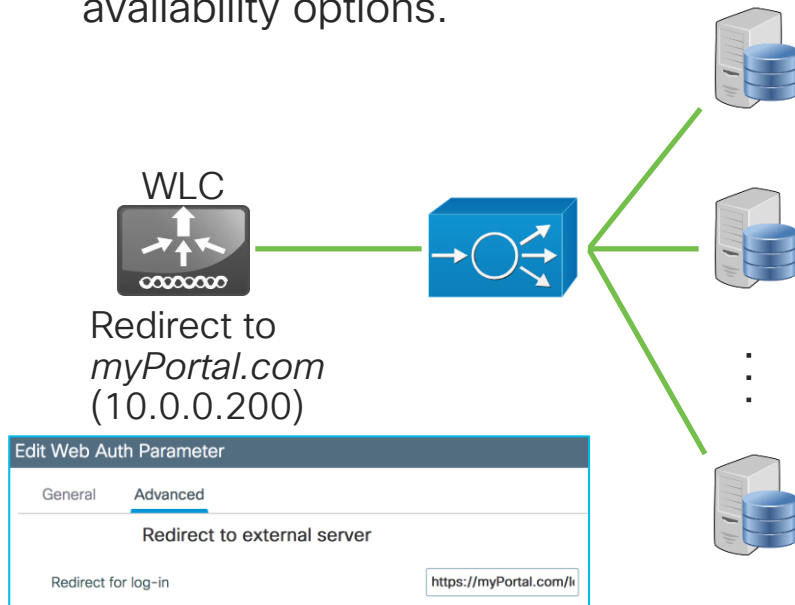 availability options.
WLC
Redirect to
myPortal.com
(10.0.0.200)
Edit Web Auth Parameter
General Advanced
Redirect to external server
Redirect for log-in https://myPortal.com/l